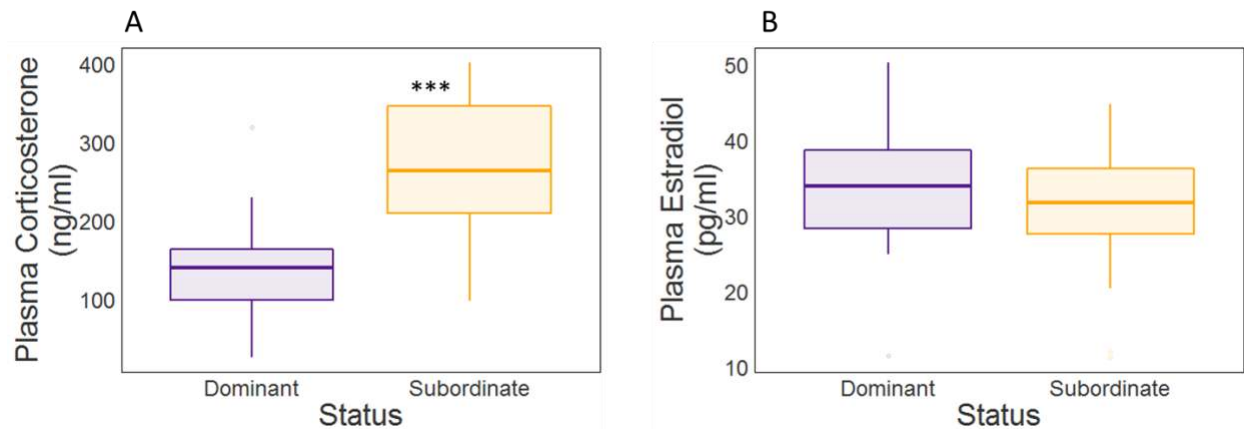 A
Plasma Corticosterone
(ng/ml)
400
300
200
100
***
Dominant
Subordinate
Status
B
Plasma Estradiol
(pg/ml)
50
40
30
20
10
Dominant
Subordinate
Status